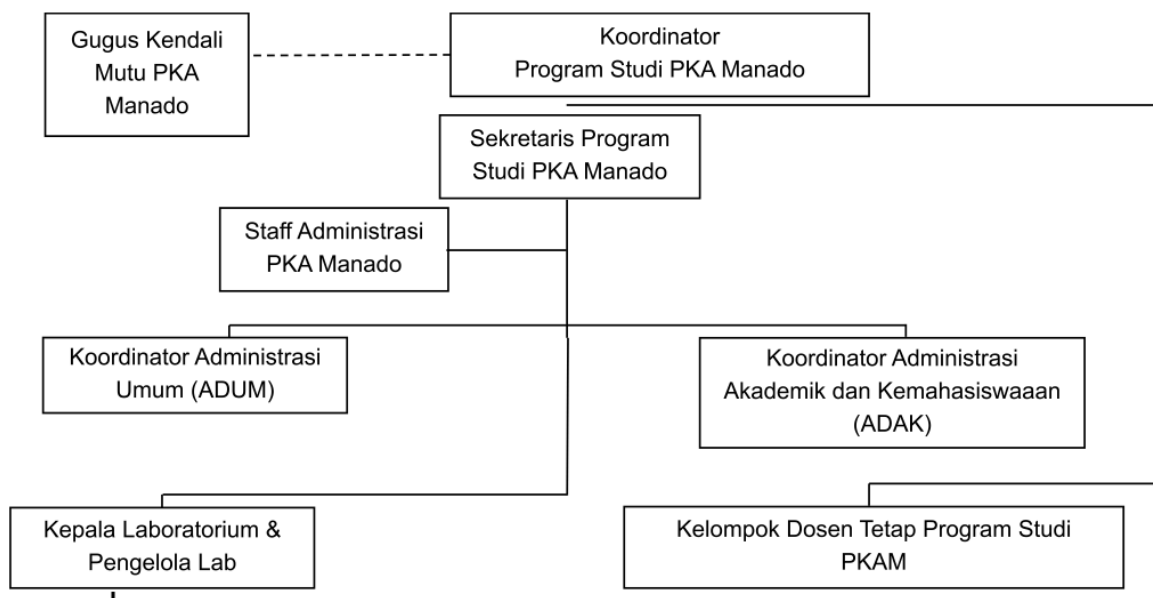 Gugus Kendali
Mutu PKA
Manado
Koordinator
Program Studi PKA Manado
Sekretaris Program
Studi PKA Manado
Staff Administrasi
PKA Manado
Koordinator Administrasi
Umum (ADUM)
Koordinator Administrasi
Akademik dan Kemahasiswaaan
(ADAK)
Kepala Laboratorium &
Pengelola Lab
Kelompok Dosen Tetap Program Studi
PKAM